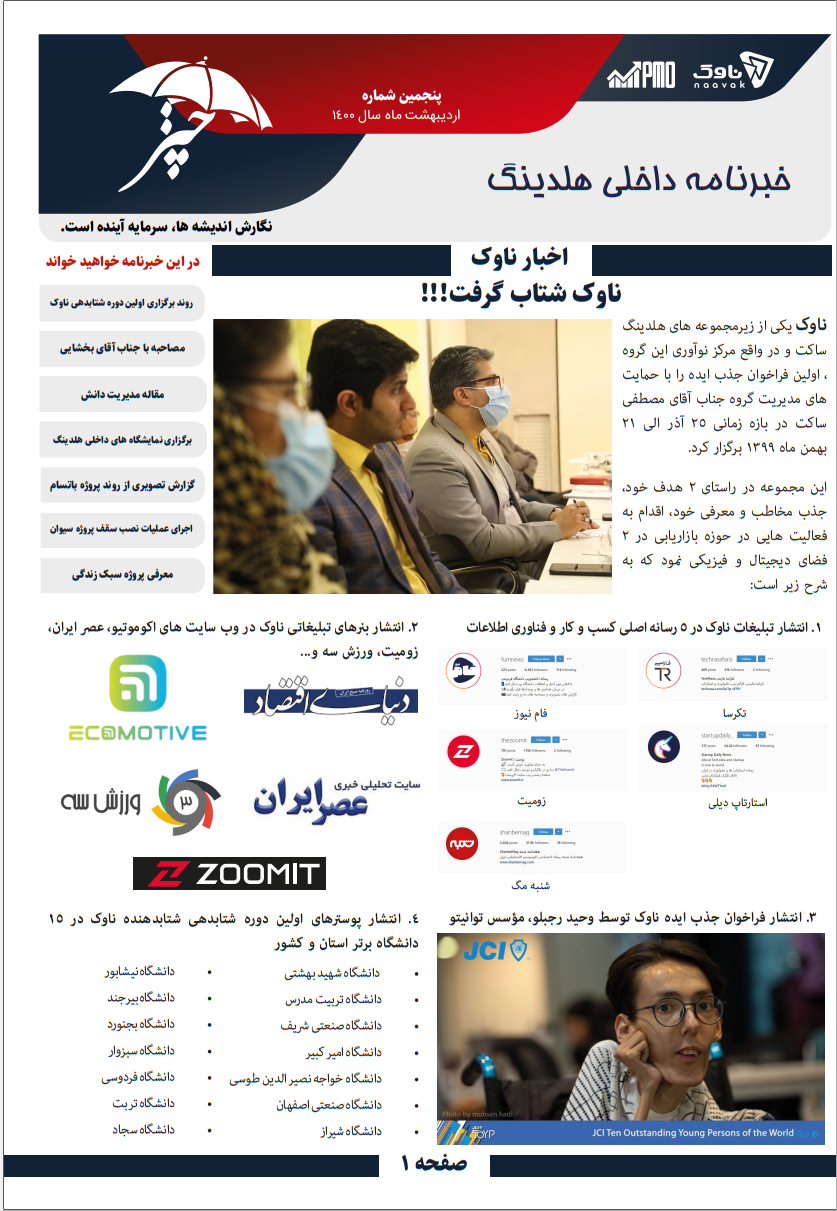 ناوک
naavak
PMO
پنجمین شماره
اردیبهشت ماه سال ۱٤۰۰
چتر
خبرنامه داخلی هلدینگ
نگارش اندیشه ها، سرمایه آینده است.
اخبار ناوک
ناوک شتاب گرفت!!!
در این خبرنامه خواهید خواند
روند برگزاری اولین دوره شتابدهی ناوک
مصاحبه با جناب آقای بخشایی
مقاله مدیریت دانش
برگزاری نمایشگاه های داخلی هلدینگ
گزارش تصویری از روند پروژه باتسام
اجرای عملیات نصب سقف پروژه سیوان
معرفی پروژه سبک زندگی
ناوک یکی از زیرمجموعه های هلدینگ
ساکت و در واقع مرکز نوآوری این گروه
، اولین فراخوان جذب ایده را با حمایت
های مدیریت گروه جناب آقای مصطفی
ساکت در بازه زمانی ۲٥ آذر الی ۲۱
بهمن ماه ۱۳۹۹ برگزار کرد.
این مجموعه در راستای ۲ هدف خود،
جذب مخاطب و معرفی خود، اقدام به
فعالیت هایی در حوزه بازاریابی در ۲
فضای دیجیتال و فیزیکی نمود که به
شرح زیر است:
۱. انتشار تبلیغات ناوک در ٥ رسانه اصلی کسب و کار و فناوری اطلاعات
techrasafarsi
تکرسا
fumnews
فام نیوز
startupdaily_
Startup Daily News
استارتاپ دیلی
thezoomit
زومیت
shanbemag
شنبه
شنبه مگ
۲. انتشار بنرهای تبلیغاتی ناوک در وب سایت های اکوموتیو، عصر ایران،
زومیت، ورزش سه و...
دنیای اقتصاد
ECOMOTIVE
سایت تحلیلی خبری
عصر ایران
ورزش سه
۳
ZOOMIT
۳. انتشار فراخوان جذب ایده ناوک توسط وحید رجبلو، مؤسس توانیتو
JCI
Photo by mohsen hadi
TOYP
JCI Ten Outstanding Young Persons of the World
٤. انتشار پوسترهای اولین دوره شتابدهی شتابدهنده ناوک در ۱٥
دانشگاه برتر استان و کشور
• دانشگاه شهید بهشتی
• دانشگاه تربیت مدرس
• دانشگاه صنعتی شریف
• دانشگاه امیر کبیر
• دانشگاه خواجه نصیر الدین طوسی
• دانشگاه صنعتی اصفهان
• دانشگاه شیراز
• دانشگاه نیشابور
• دانشگاه بیرجند
• دانشگاه بجنورد
• دانشگاه سبزوار
• دانشگاه فردوسی
• دانشگاه تربت
• دانشگاه سجاد
صفحه ۱